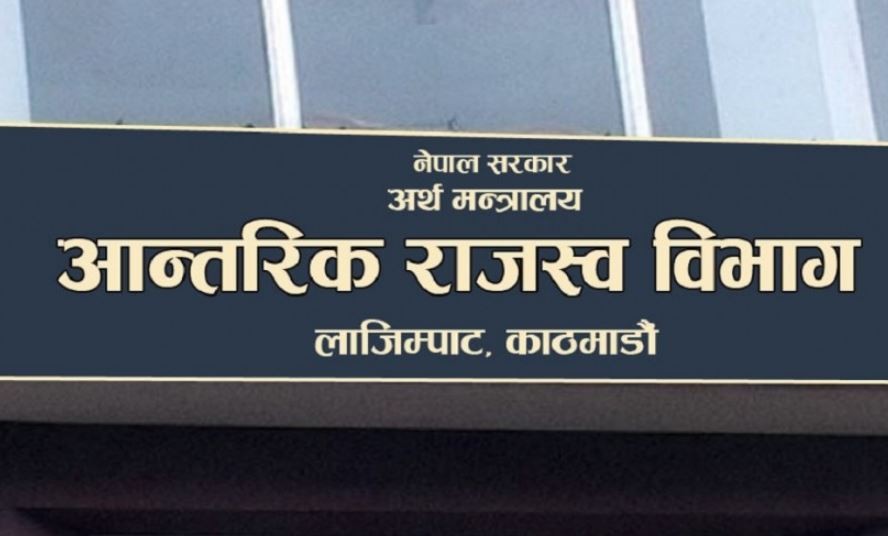 नेपाल सरकार
अर्थ मन्त्रालय
आन्तरिक राजस्व विभाग
लाजिम्पाट, काठमाडौं